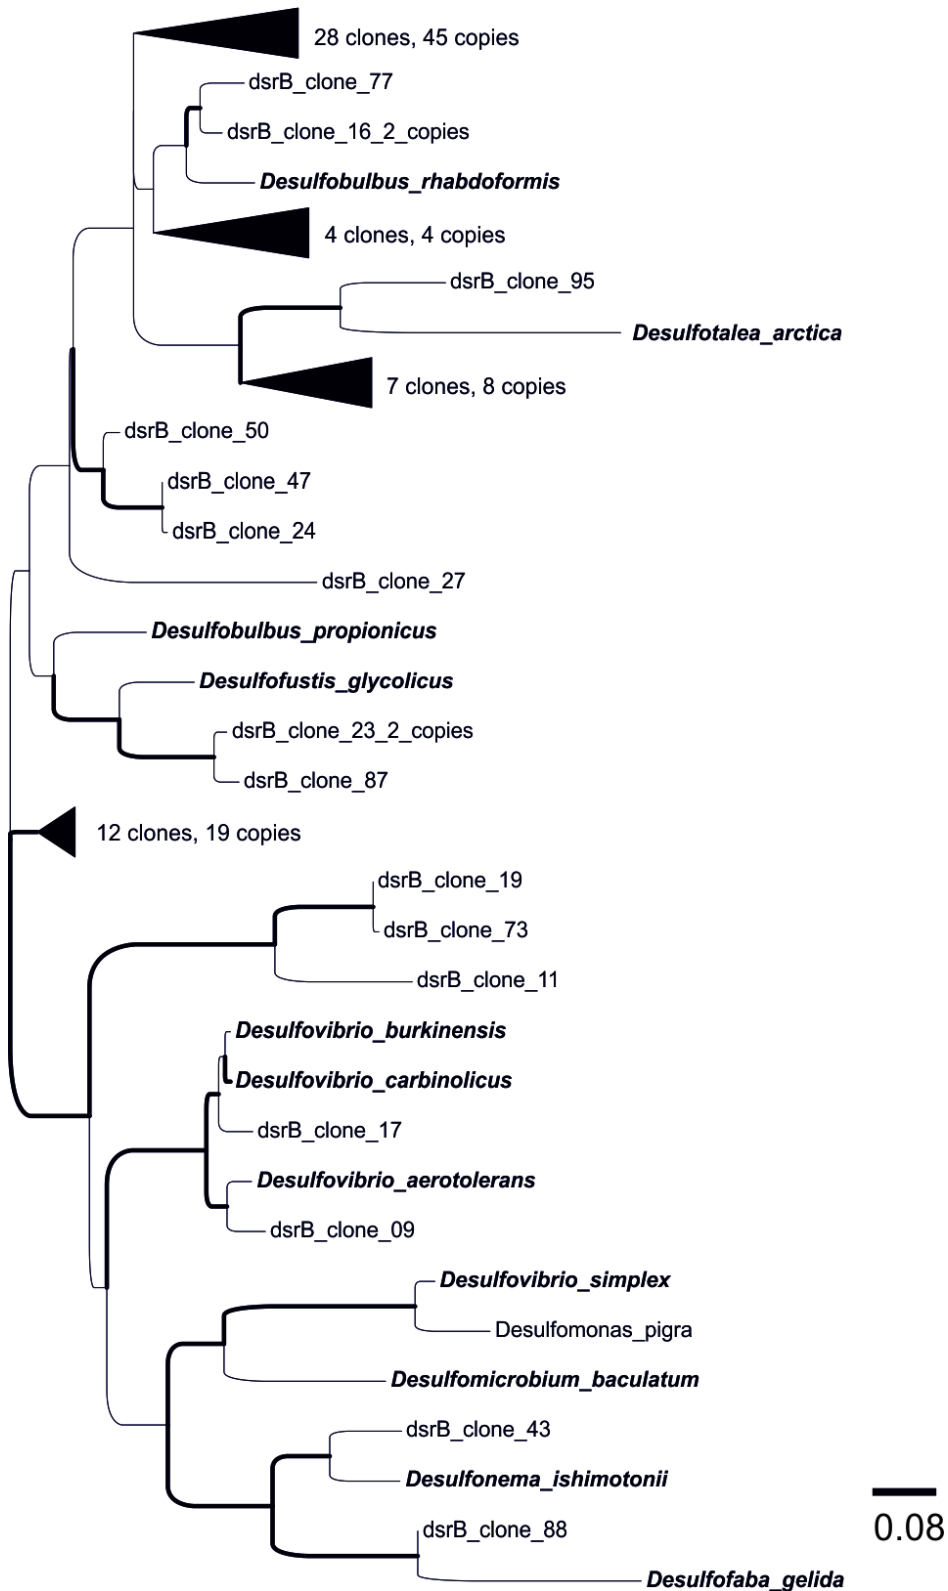 28 clones, 45 copies
dsrB_clone_77
dsrB_clone_16_2_copies
Desulfobulbus_rhabdoformis
4 clones, 4 copies
dsrB_clone_95
Desulfotalea_arctica
7 clones, 8 copies
dsrB_clone_50
dsrB_clone_47
dsrB_clone_24
dsrB_clone_27
Desulfobulbus_propionicus
Desulfofustis_glycolicus
dsrB_clone_23_2_copies
dsrB_clone_87
12 clones, 19 copies
dsrB_clone_19
dsrB_clone_73
dsrB_clone_11
Desulfovibrio_burkinensis
Desulfovibrio_carbinolicus
dsrB_clone_17
Desulfovibrio_aerotolerans
dsrB_clone_09
Desulfovibrio_simplex
Desulfomonas_pigra
Desulfomicrobium_baculatum
dsrB_clone_43
Desulfonema_ishimotonii
dsrB_clone_88
0.08
Desulfofaba_gelida